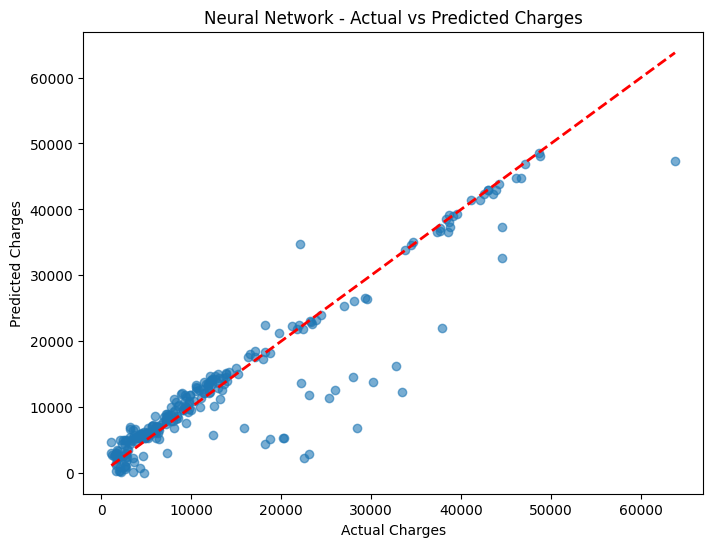 Neural Network - Actual vs Predicted Charges
Predicted Charges
60000
50000
40000
30000
20000
10000
0
0 10000 20000 30000 40000 50000 60000
Actual Charges